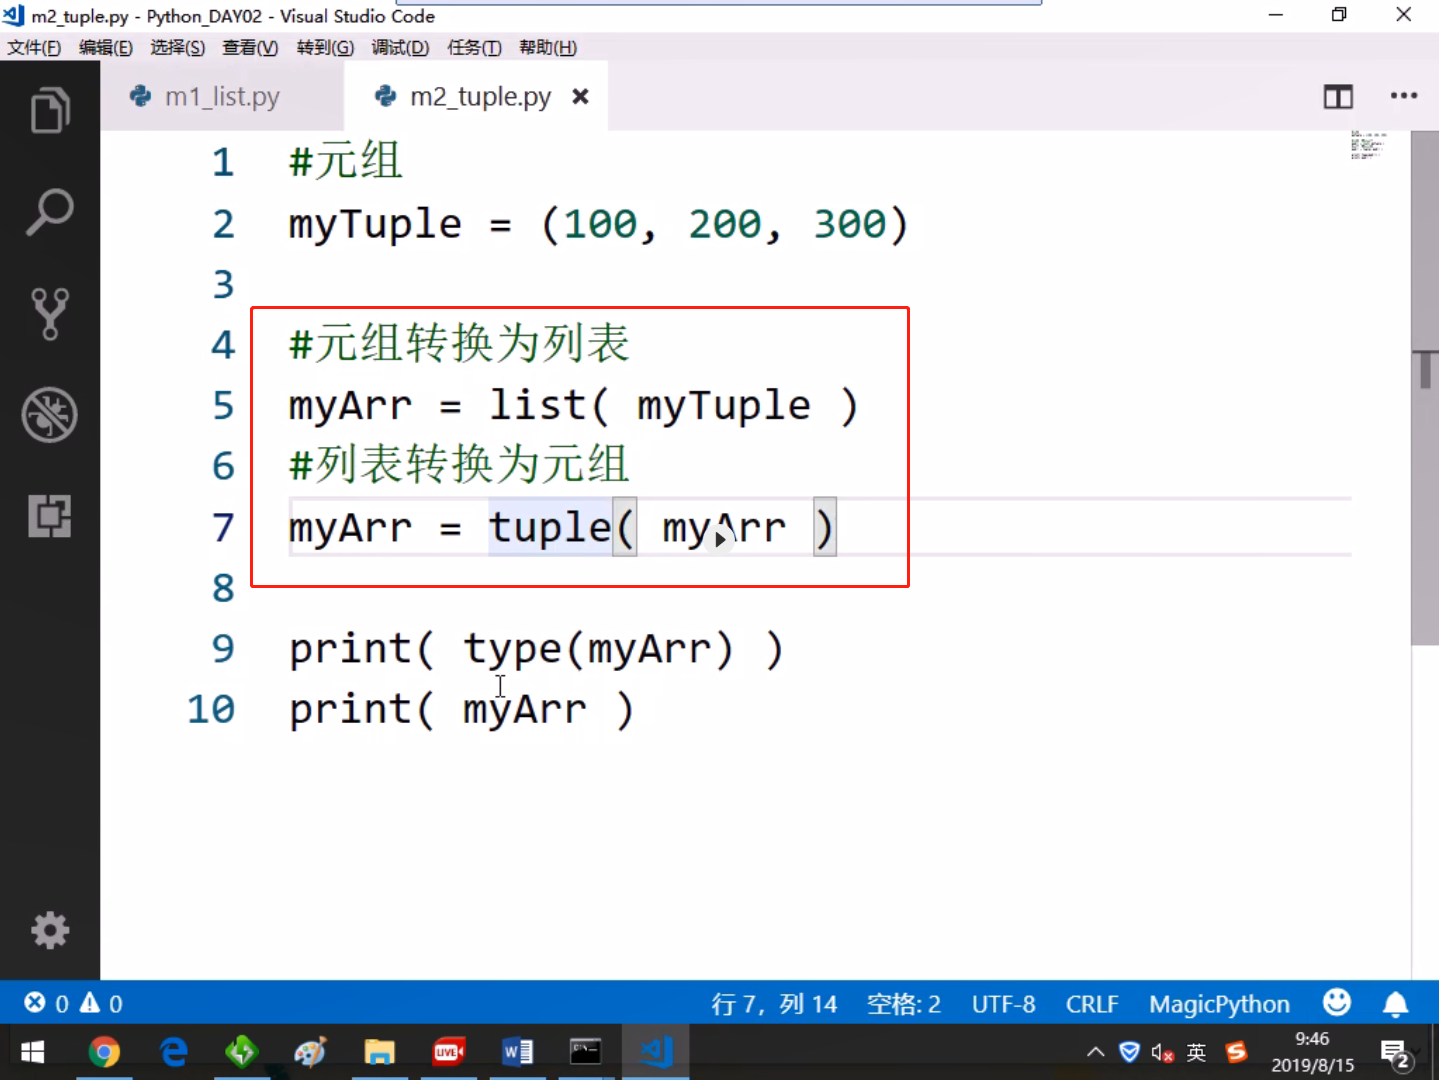 m2_tuple.py - Python_DAY02 - Visual Studio Code
文件(F) 编辑(E) 选择(S) 查看(V) 转到(G) 调试(D) 任务(T) 帮助(H)
m1_list.py m2_tuple.py
1 #元组
2 myTuple = (100, 200, 300)
3
4 #元组转换为列表
5 myArr = list( myTuple )
6 #列表转换为元组
7 myArr = tuple( myArr )
8
9 print( type(myArr) )
10 print( myArr )
0 0 行 7，列 14 空格: 2 UTF-8 CRLF MagicPython
LIVE 英 9:46
2019/8/15 2